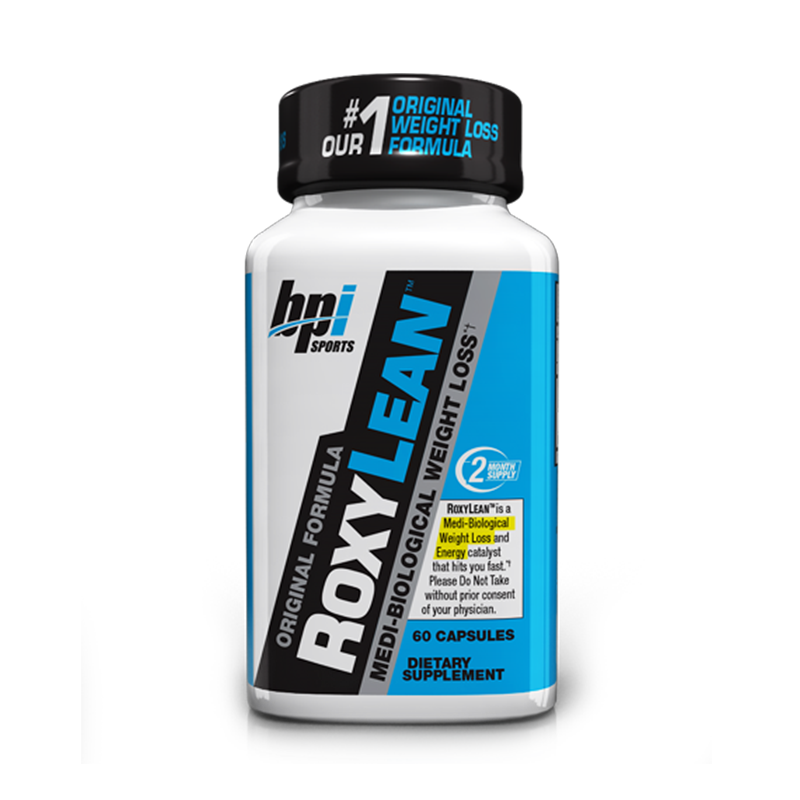 #1 ORIGINAL
WEIGHT LOSS
OUR FORMULA
bpi
SPORTS
ORIGINAL FORMULA
ROXYLEAN™
MEDI-BIOLOGICAL WEIGHT LOSS*†
2 MONTH
SUPPLY
ROXYLEAN™ is a
Medi-Biological
Weight Loss and
Energy catalyst
that hits you fast.*†
Please Do Not Take
without prior consent
of your physician.
60 CAPSULES
DIETARY
SUPPLEMENT